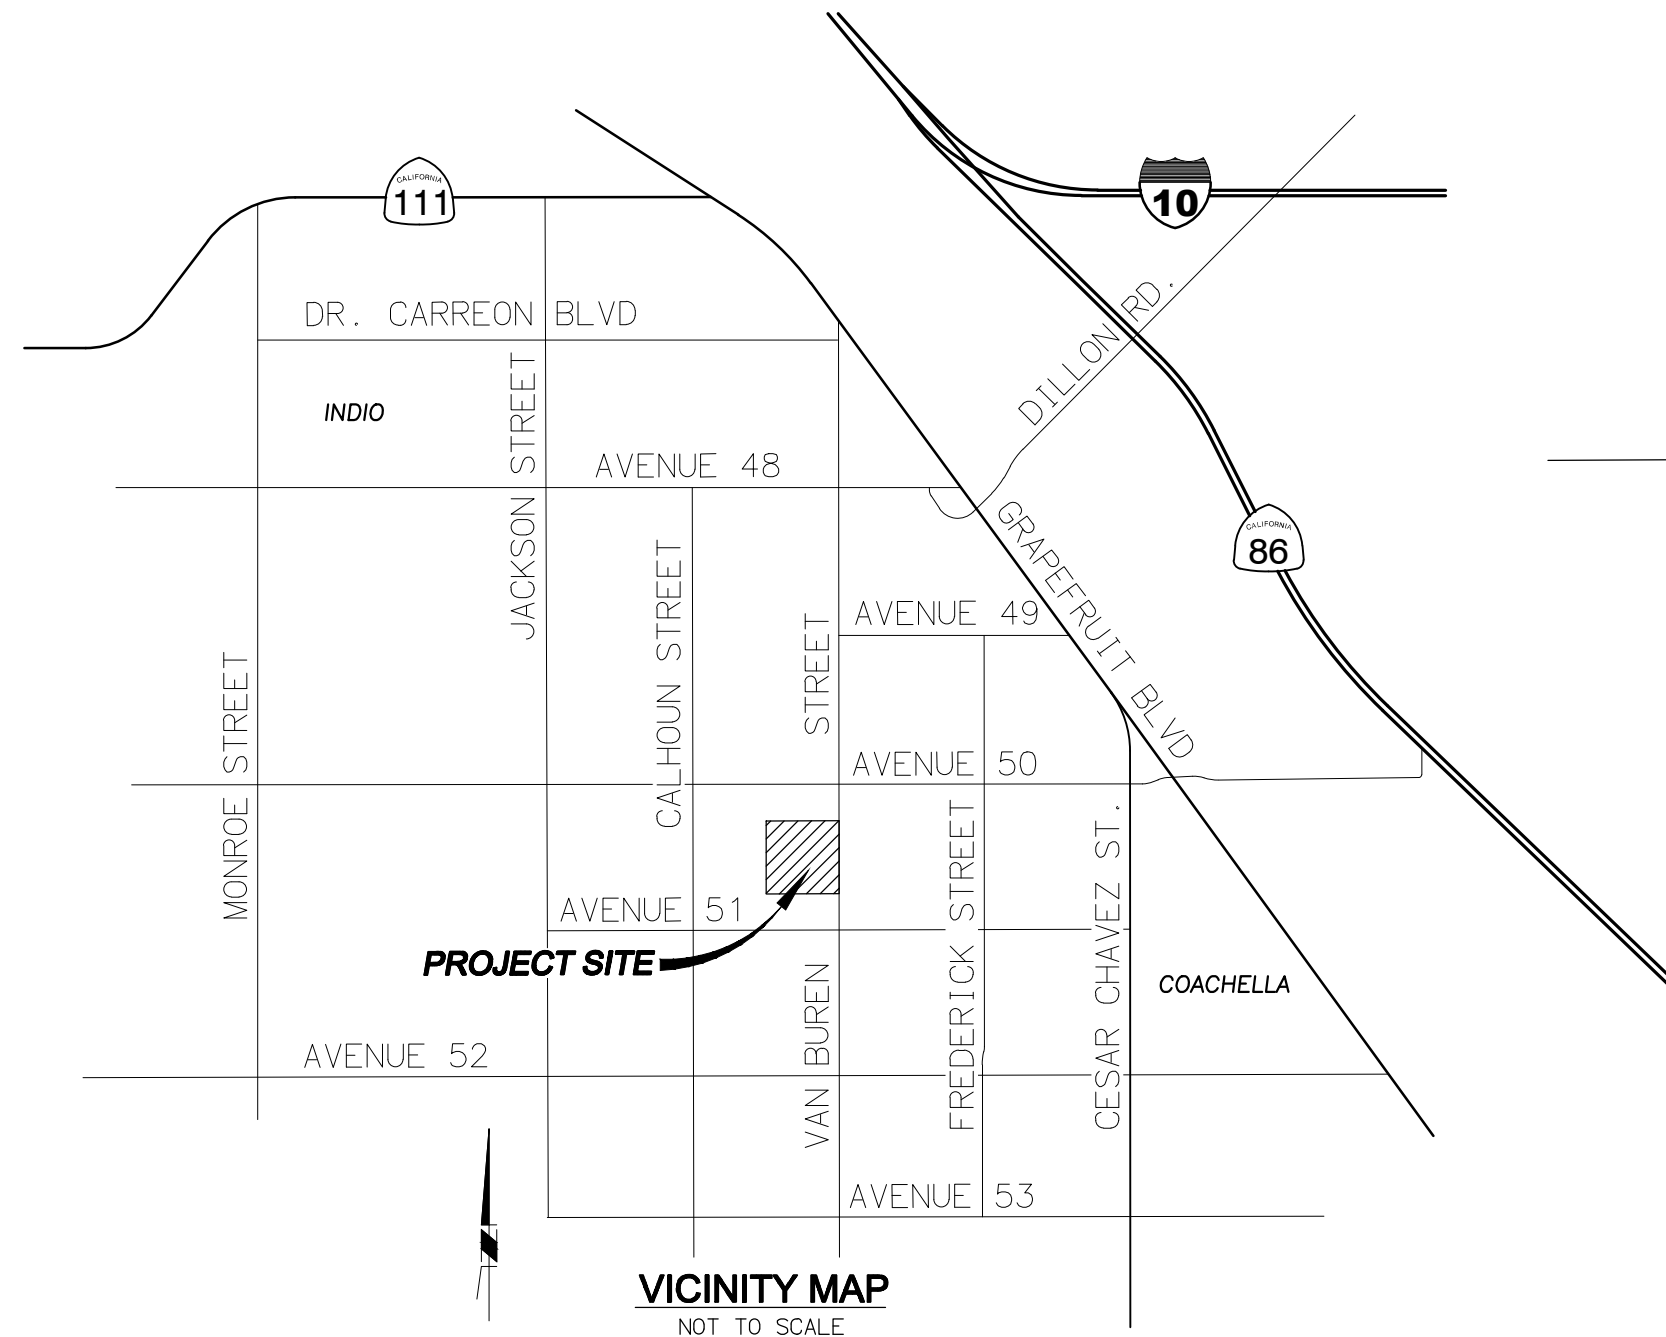 CALIFORNIA
111
10
DR. CARREON BLVD
DILLON RD.
INDIO
JACKSON STREET
AVENUE 48
GRAPEFRUIT BLVD
CALIFORNIA
86
CALHOUN STREET
AVENUE 49
MONROE STREET
VAN BUREN STREET
AVENUE 50
FREDERICK STREET
CESAR CHAVEZ ST.
AVENUE 51
PROJECT SITE
COACHELLA
AVENUE 52
AVENUE 53
N
VICINITY MAP
NOT TO SCALE